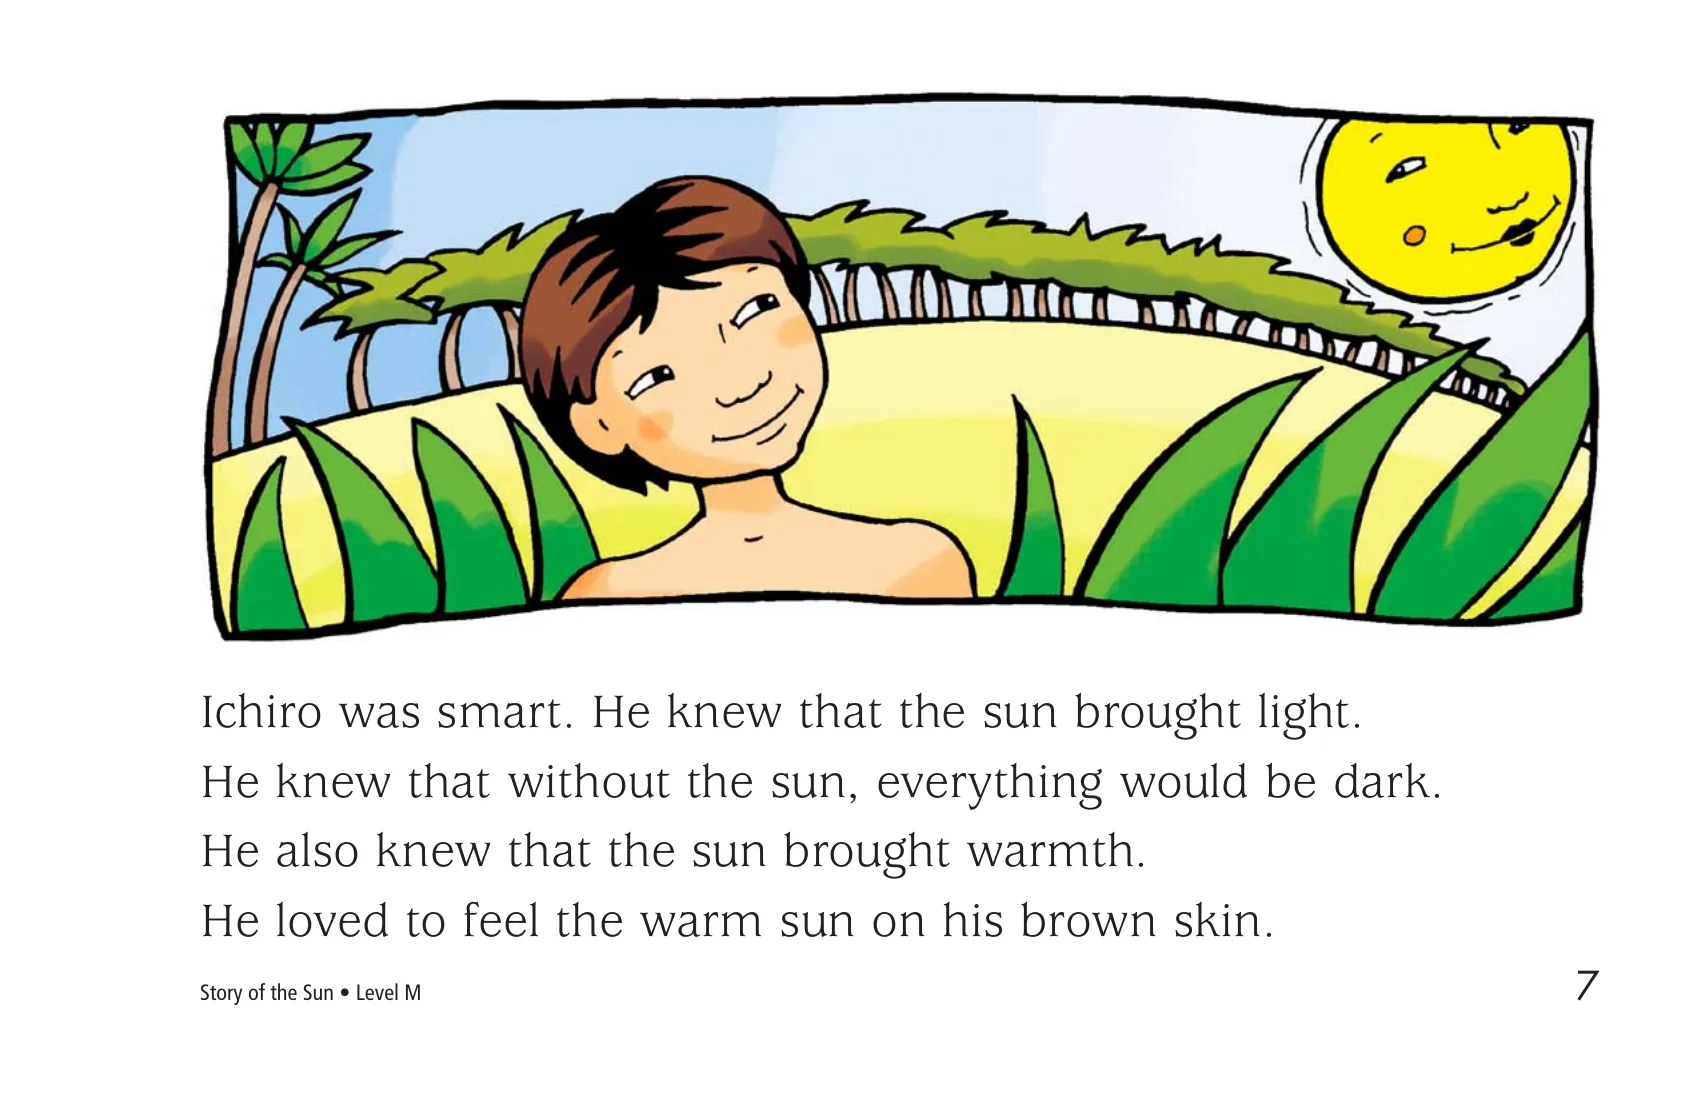 Ichiro was smart. He knew that the sun brought light.
He knew that without the sun, everything would be dark.
He also knew that the sun brought warmth.
He loved to feel the warm sun on his brown skin.
Story of the Sun • Level M
7